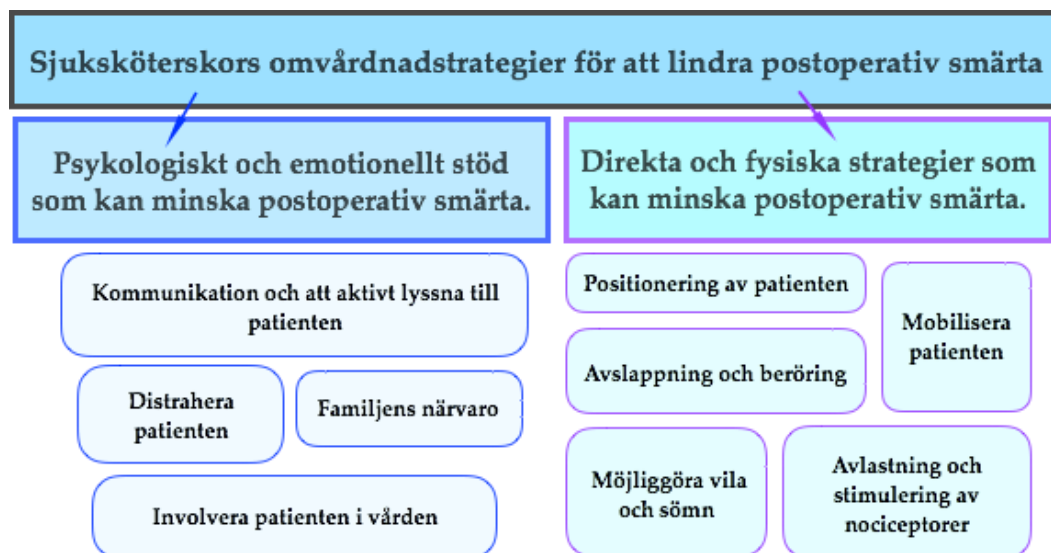 Sjuksköterskors omvårdnadstrategier för att lindra postoperativ smärta
Psykologiskt och emotionellt stöd
som kan minska postoperativ smärta.
Kommunikation och att aktivt lyssna till
patienten
Distrahera
patienten
Familjens närvaro
Involvera patienten i vården
Direkta och fysiska strategier som
kan minska postoperativ smärta.
Positionering av patienten
Mobilisera
patienten
Avslappning och beröring
Möjliggöra vila
och sömn
Avlastning och
stimulering av
nociceptorer